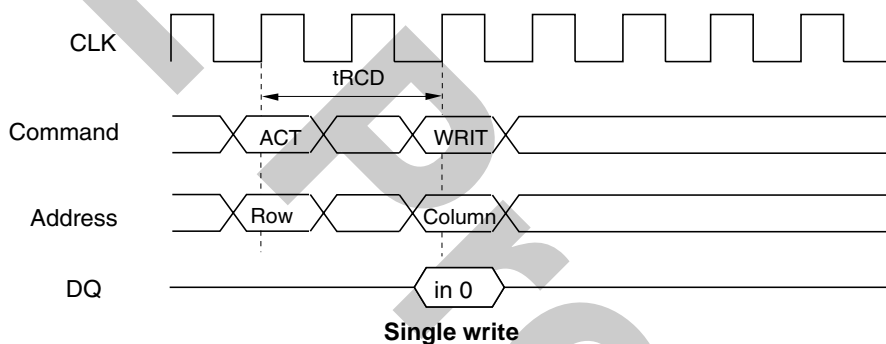 CLK
tRCD
Command ACT WRIT
Address Row Column
DQ in 0
Single write